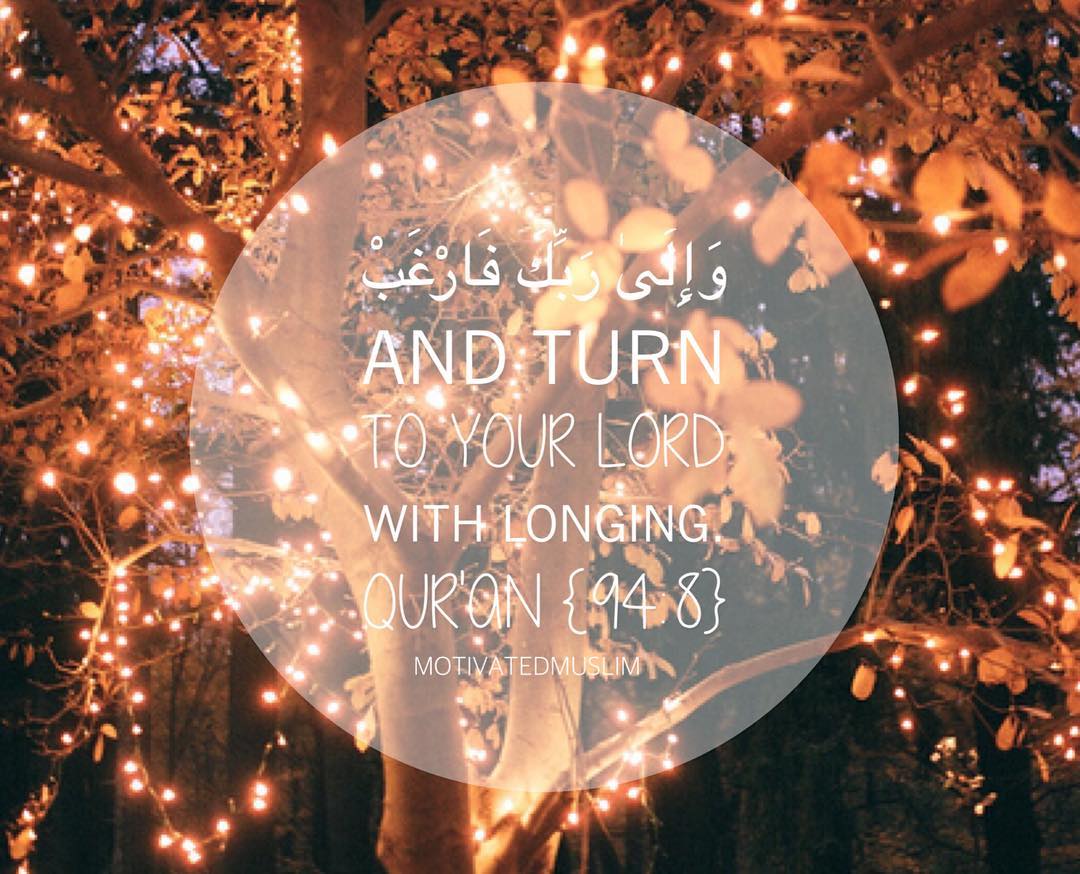 وَإِلَىٰ رَبِّكَ فَارْغَبْ
AND TURN
TO YOUR LORD
WITH LONGING.
QUR'AN {94:8}
MOTIVATEDMUSLIM